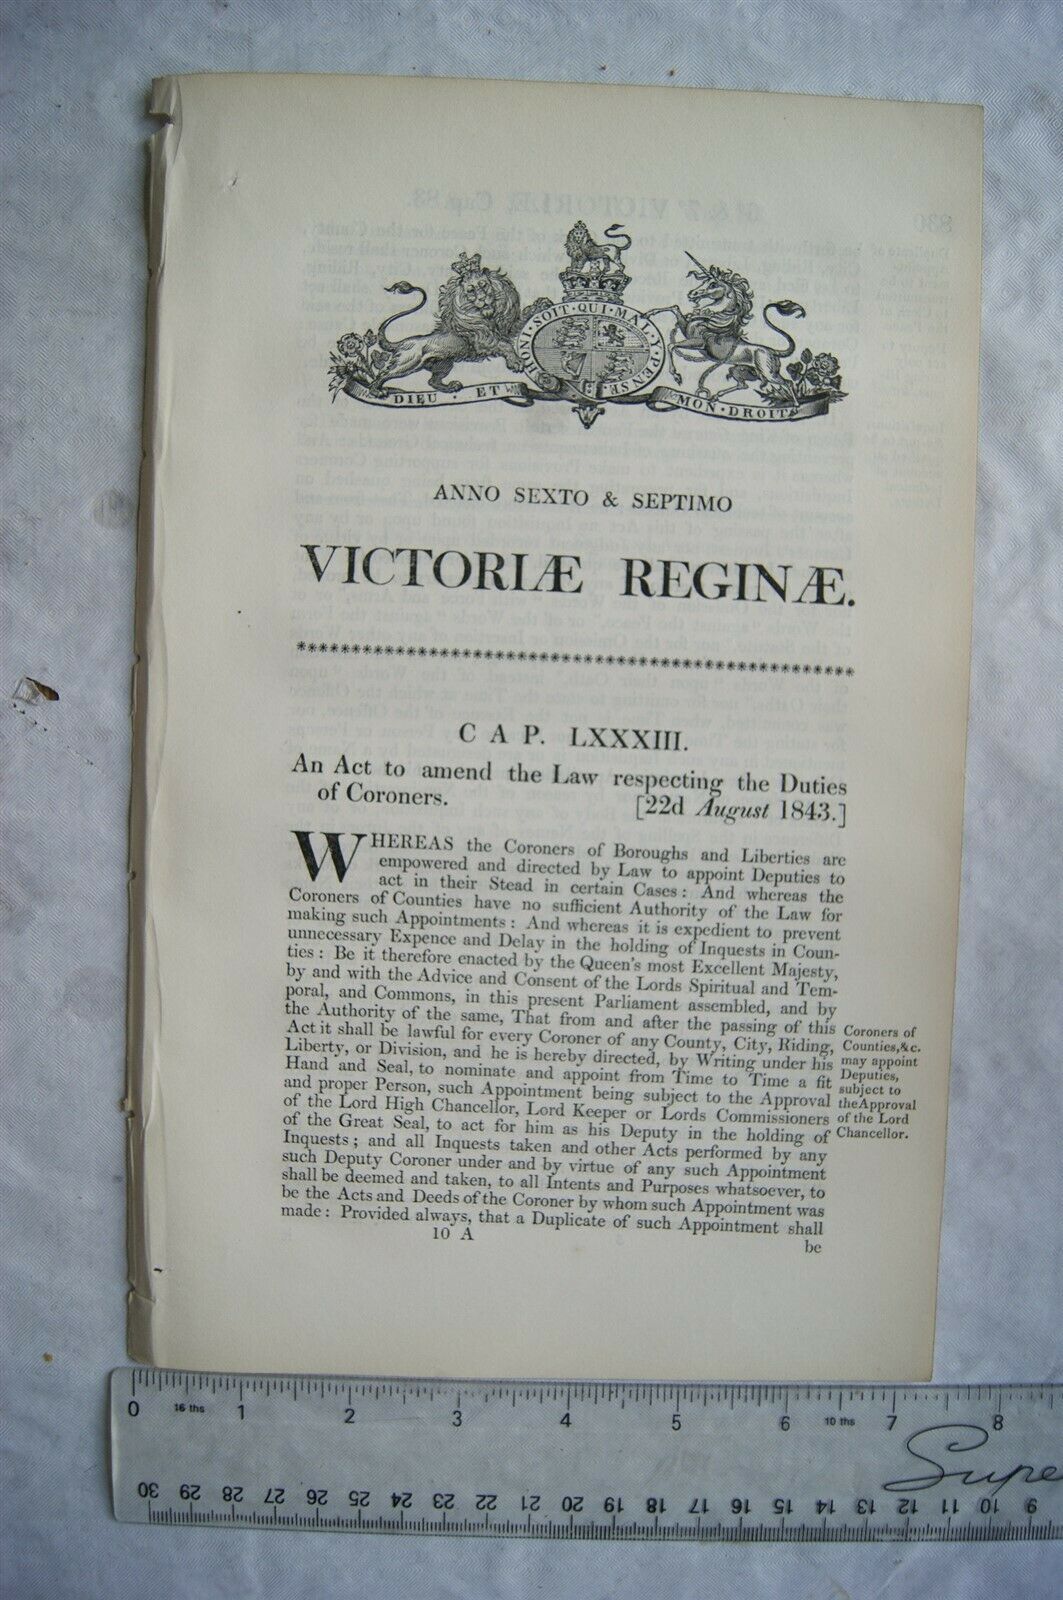 HONI · SOIT · QUI · MAL · Y · PENSE
DIEU · ET
MON · DROIT
ANNO SEXTO & SEPTIMO
VICTORIÆ REGINÆ.
**************************************************
CAP. LXXXIII.
An Act to amend the Law respecting the Duties
of Coroners. [22d August 1843.]
WHEREAS the Coroners of Boroughs and Liberties are
empowered and directed by Law to appoint Deputies to
act in their Stead in certain Cases: And whereas the
Coroners of Counties have no sufficient Authority of the Law for
making such Appointments: And whereas it is expedient to prevent
unnecessary Expence and Delay in the holding of Inquests in Coun-
ties: Be it therefore enacted by the Queen's most Excellent Majesty,
by and with the Advice and Consent of the Lords Spiritual and Tem-
poral, and Commons, in this present Parliament assembled, and by
the Authority of the same, That from and after the passing of this
Act it shall be lawful for every Coroner of any County, City, Riding,
Liberty, or Division, and he is hereby directed, by Writing under his
Hand and Seal, to nominate and appoint from Time to Time a fit
and proper Person, such Appointment being subject to the Approval
of the Lord High Chancellor, Lord Keeper or Lords Commissioners
of the Great Seal, to act for him as his Deputy in the holding of
Inquests; and all Inquests taken and other Acts performed by any
such Deputy Coroner under and by virtue of any such Appointment
shall be deemed and taken, to all Intents and Purposes whatsoever, to
be the Acts and Deeds of the Coroner by whom such Appointment was
made: Provided always, that a Duplicate of such Appointment shall
Coroners of
Counties, &c.
may appoint
Deputies,
subject to
the Approval
of the Lord
Chancellor.
10 A
be
0 16 ths 1 2 3 4 5 6 10 ths 7 8
Supe
30 29 28 27 26 25 24 23 22 21 20 19 18 17 16 15 14 13 12 11 10 9